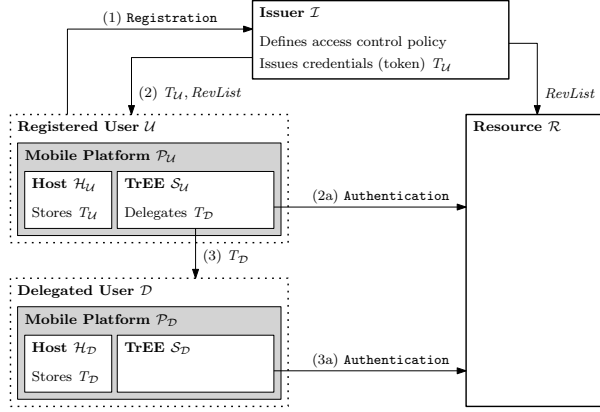 (1) Registration
Issuer ℐ
Defines access control policy
Issues credentials (token) T_𝒰
(2) T_𝒰, RevList
RevList
Registered User 𝒰
Mobile Platform 𝒫_𝒰
Host ℋ_𝒰
Stores T_𝒰
TrEE 𝒮_𝒰
Delegates T_𝒟
(2a) Authentication
Resource ℛ
(3) T_𝒟
Delegated User 𝒟
Mobile Platform 𝒫_𝒟
Host ℋ_𝒟
Stores T_𝒟
TrEE 𝒮_𝒟
(3a) Authentication